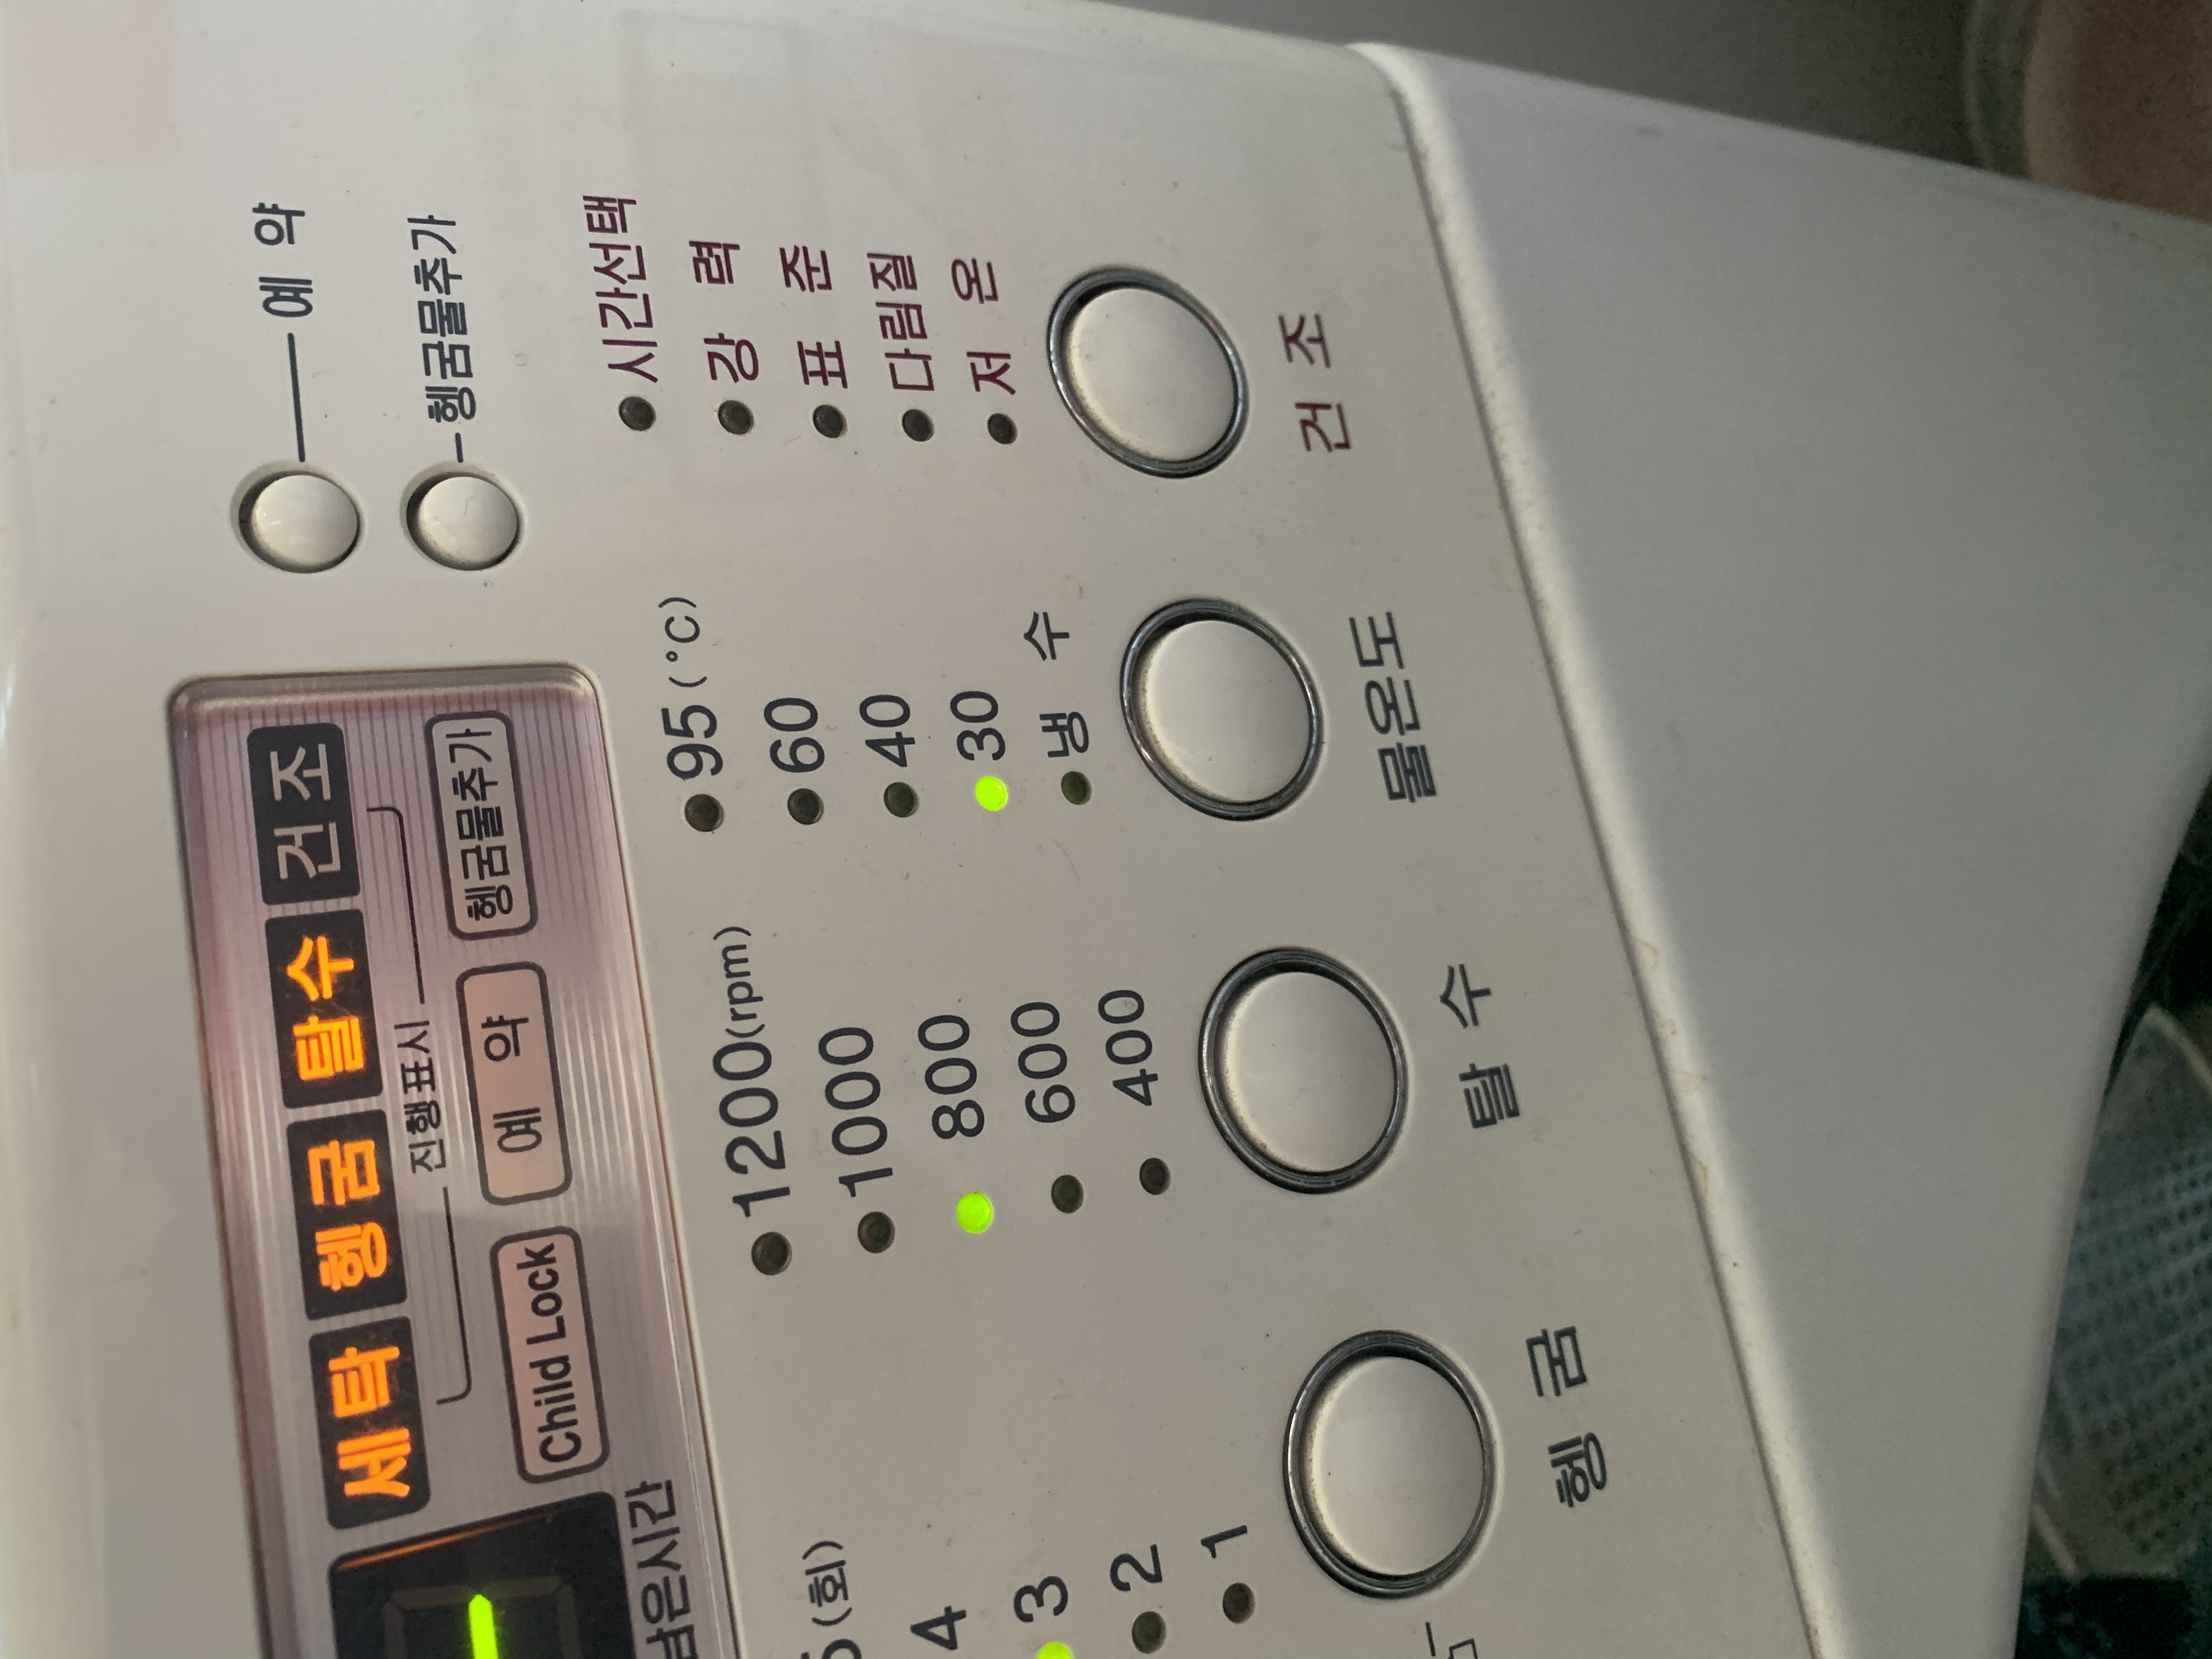 세탁 헹굼 탈수 건조
진행표시
Child Lock 예 약 헹굼물추가
남은시간
예 약
헹굼물추가
5(회)
4
3
2
1
헹 굼
1200(rpm)
1000
800
600
400
탈 수
95(°C)
60
40
30
냉 수
물온도
시간선택
강 력
표 준
다림질
저 온
건 조